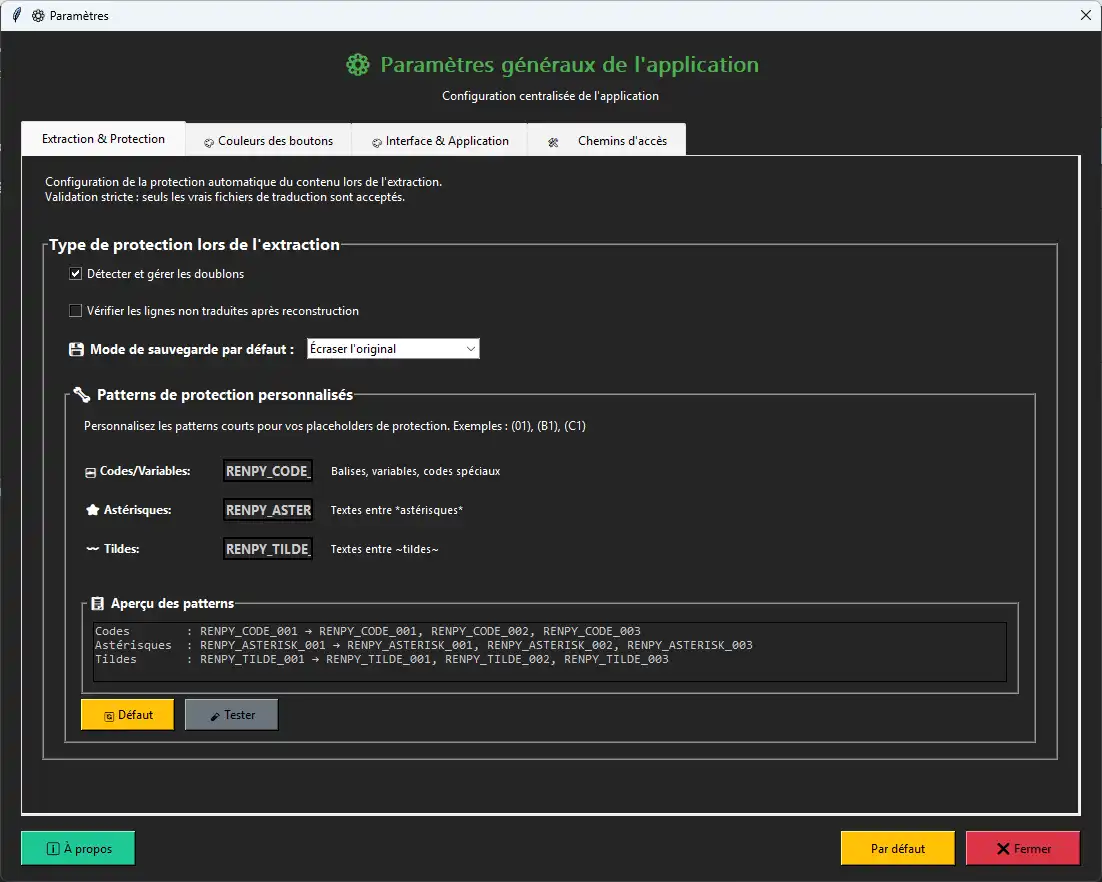 Paramètres
Paramètres généraux de l'application
Configuration centralisée de l'application
Extraction & Protection
Couleurs des boutons
Interface & Application
Chemins d'accès
Configuration de la protection automatique du contenu lors de l'extraction.
Validation stricte : seuls les vrais fichiers de traduction sont acceptés.
Type de protection lors de l'extraction
Détecter et gérer les doublons
Vérifier les lignes non traduites après reconstruction
Mode de sauvegarde par défaut : Écraser l'original
Patterns de protection personnalisés
Personnalisez les patterns courts pour vos placeholders de protection. Exemples : (01), (B1), (C1)
Codes/Variables: RENPY_CODE_ Balises, variables, codes spéciaux
Astérisques: RENPY_ASTER Textes entre *astérisques*
Tildes: RENPY_TILDE_ Textes entre ~tildes~
Aperçu des patterns
Codes : RENPY_CODE_001 → RENPY_CODE_001, RENPY_CODE_002, RENPY_CODE_003
Astérisques : RENPY_ASTERISK_001 → RENPY_ASTERISK_001, RENPY_ASTERISK_002, RENPY_ASTERISK_003
Tildes : RENPY_TILDE_001 → RENPY_TILDE_001, RENPY_TILDE_002, RENPY_TILDE_003
Défaut
Tester
À propos
Par défaut
Fermer